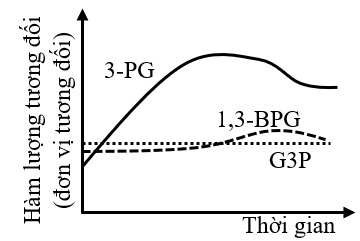 Hàm lượng tương đối
(đơn vị tương đối)
3-PG
1,3-BPG
G3P
Thời gian